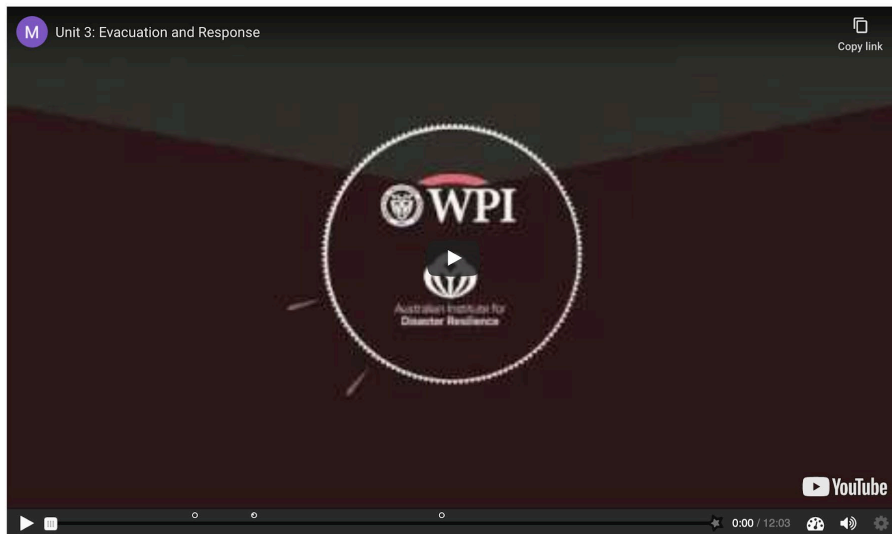 M
Unit 3: Evacuation and Response
Copy link
WPI
Australian Institute for
Disaster Resilience
YouTube
0:00 / 12:03